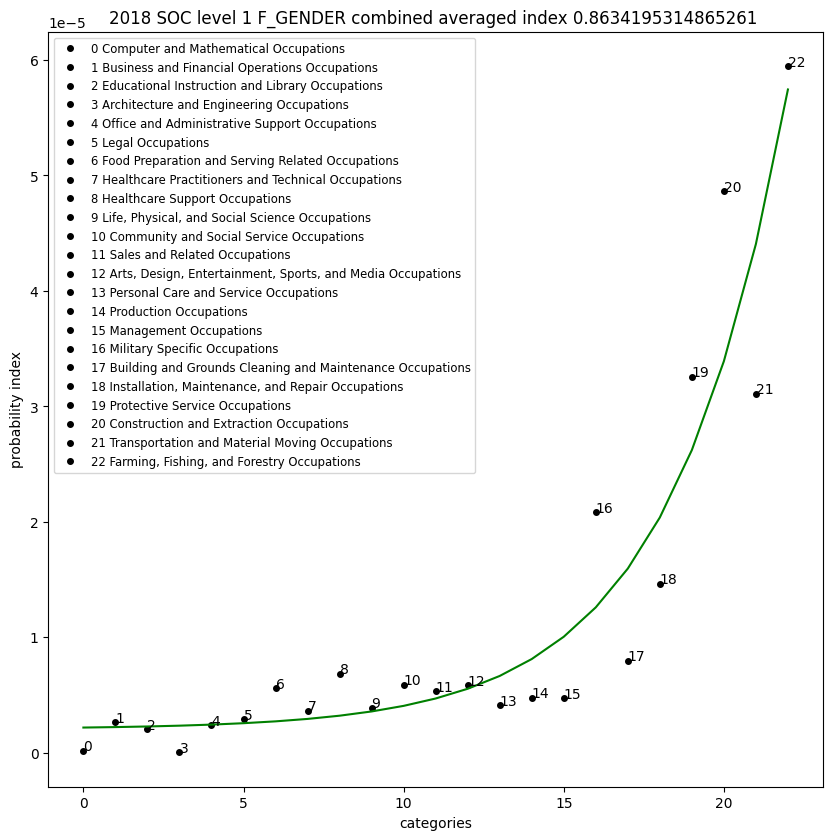 2018 SOC level 1 F_GENDER combined averaged index 0.8634195314865261
1e−5
0 Computer and Mathematical Occupations
1 Business and Financial Operations Occupations
2 Educational Instruction and Library Occupations
3 Architecture and Engineering Occupations
4 Office and Administrative Support Occupations
5 Legal Occupations
6 Food Preparation and Serving Related Occupations
7 Healthcare Practitioners and Technical Occupations
8 Healthcare Support Occupations
9 Life, Physical, and Social Science Occupations
10 Community and Social Service Occupations
11 Sales and Related Occupations
12 Arts, Design, Entertainment, Sports, and Media Occupations
13 Personal Care and Service Occupations
14 Production Occupations
15 Management Occupations
16 Military Specific Occupations
17 Building and Grounds Cleaning and Maintenance Occupations
18 Installation, Maintenance, and Repair Occupations
19 Protective Service Occupations
20 Construction and Extraction Occupations
21 Transportation and Material Moving Occupations
22 Farming, Fishing, and Forestry Occupations
6
5
4
3
2
1
0
probability index
0
1
2
3
4
5
6
7
8
9
10
11
12
13
14
15
16
17
18
19
20
21
22
0
5
10
15
20
categories